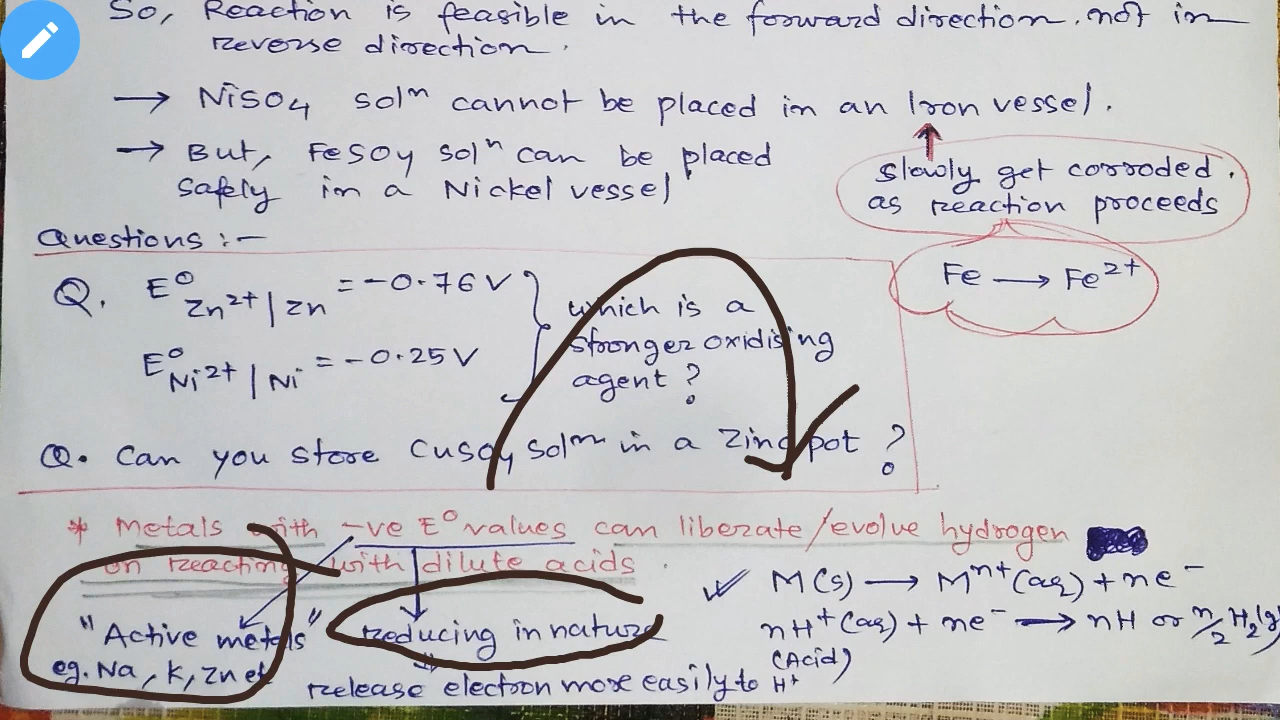 So, Reaction is feasible in the forward direction, not in
reverse direction.
→ NiSO4 solⁿ cannot be placed in an Iron vessel.
→ But, FeSO4 solⁿ can be placed
safely in a Nickel vessel
slowly get corroded.
as reaction proceeds
Fe → Fe²⁺
Questions :-
Q. E⁰ Zn²⁺|Zn = -0.76 V
E⁰ Ni²⁺|Ni = -0.25 V
which is a
stronger oxidising
agent ?
Q. Can you store CuSO4 solⁿ in a Zinc pot ?
* Metals with -ve E⁰ values can liberate/evolve hydrogen
on reacting with dilute acids.
"Active metals"
eg. Na, K, Zn et
reducing in nature
release electron more easily to H⁺
M(s) → Mⁿ⁺(aq) + ne⁻
nH⁺(aq) + ne⁻ → nH or n/2 H₂(g)
(Acid)